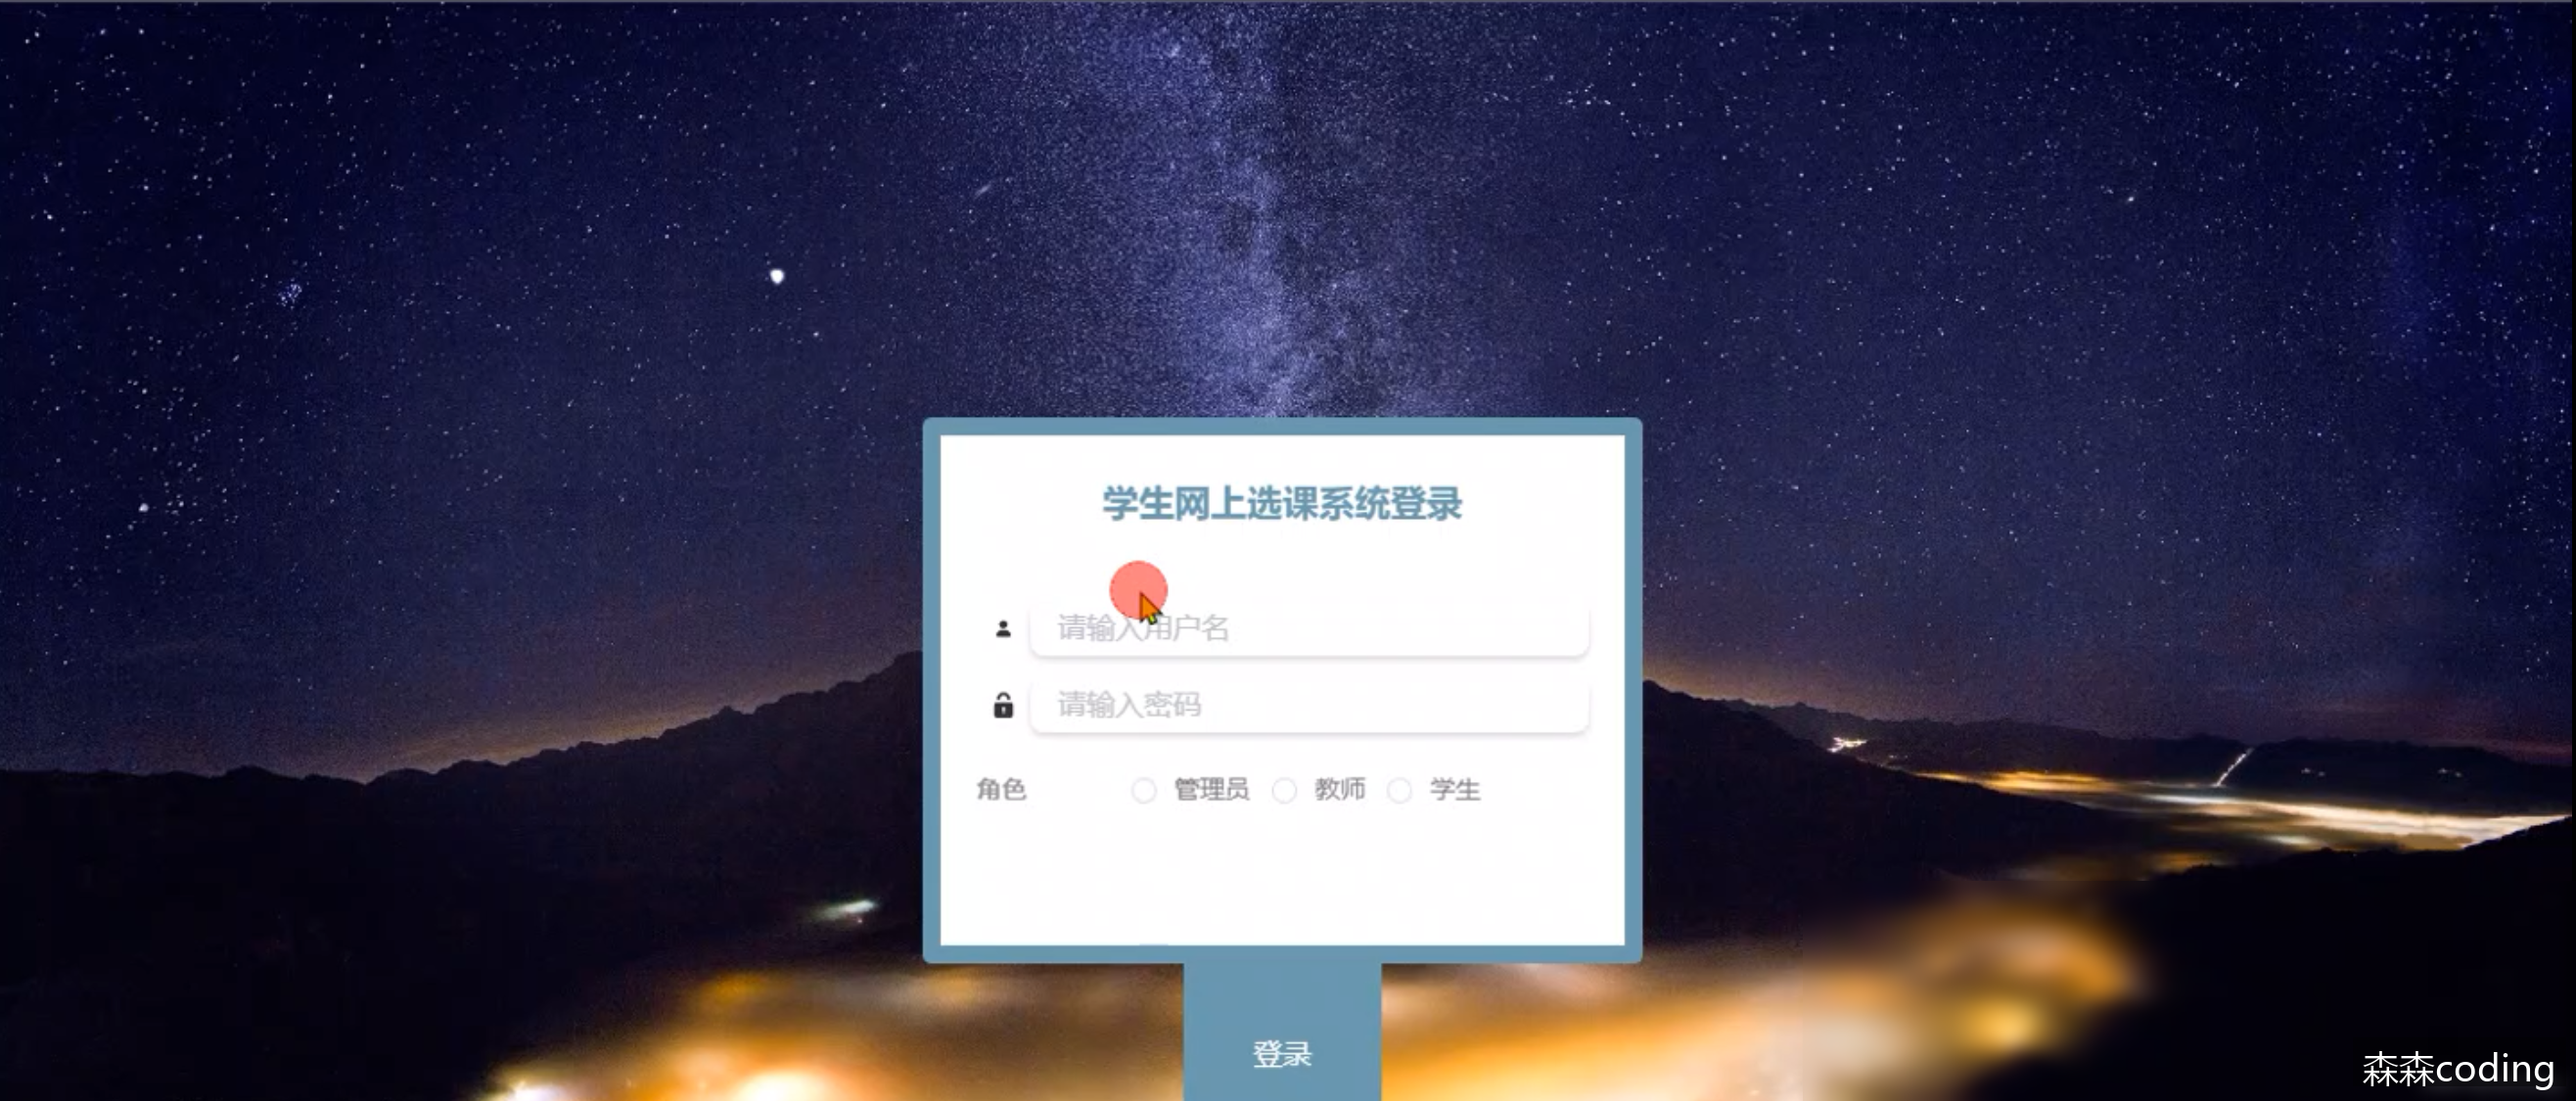 学生网上选课系统登录
请输入用户名
请输入密码
角色 管理员 教师 学生
登录
森森coding